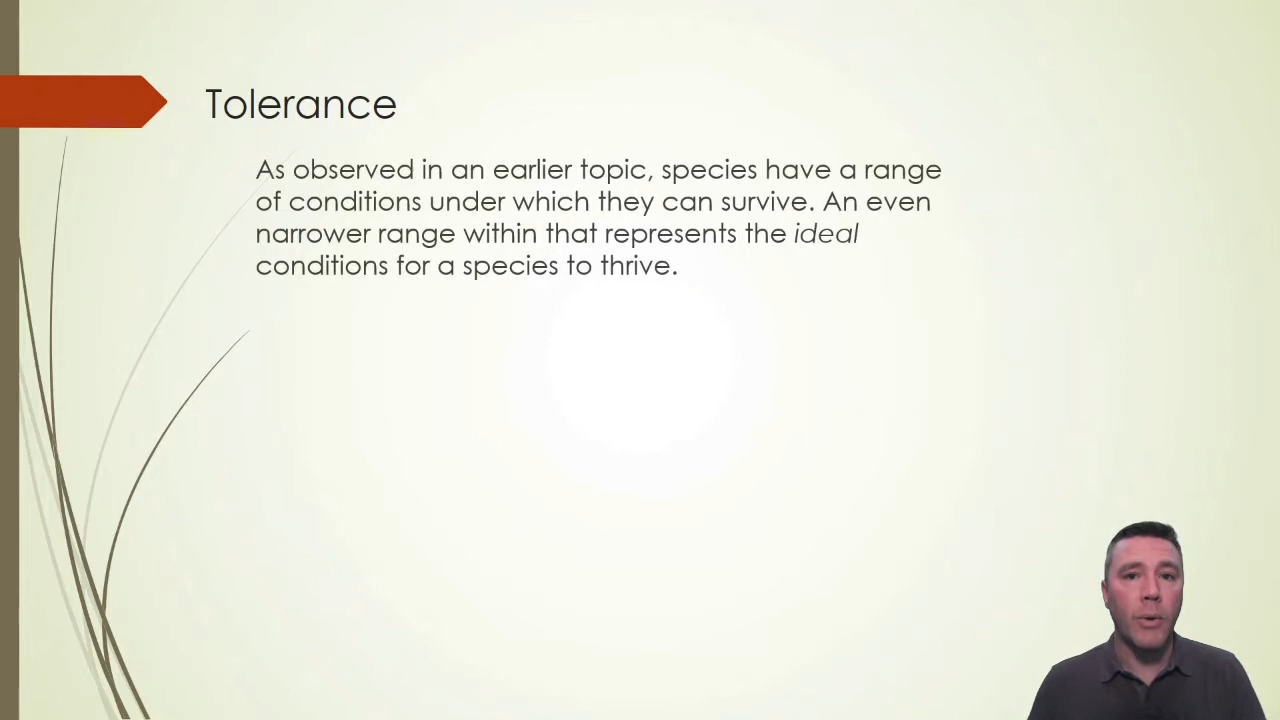 Tolerance
As observed in an earlier topic, species have a range
of conditions under which they can survive. An even
narrower range within that represents the ideal
conditions for a species to thrive.